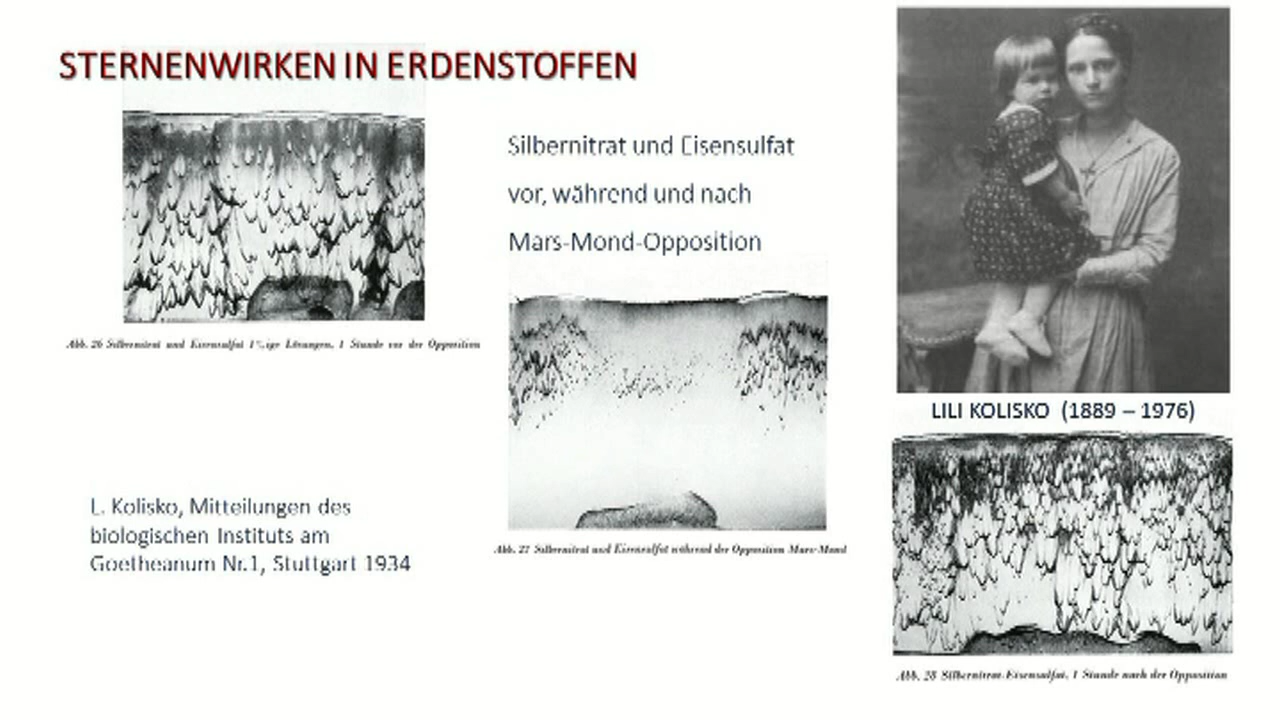 STERNENWIRKEN IN ERDENSTOFFEN
Silbernitrat und Eisensulfat
vor, während und nach
Mars-Mond-Opposition
Abb. 26 Silbernitrat und Eisensulfat 1%ige Lösungen, 1 Stunde vor der Opposition
LILI KOLISKO (1889 – 1976)
L. Kolisko, Mitteilungen des
biologischen Instituts am
Goetheanum Nr.1, Stuttgart 1934
Abb. 27 Silbernitrat und Eisensulfat während der Opposition Mars-Mond
Abb. 28 Silbernitrat-Eisensulfat, 1 Stunde nach der Opposition